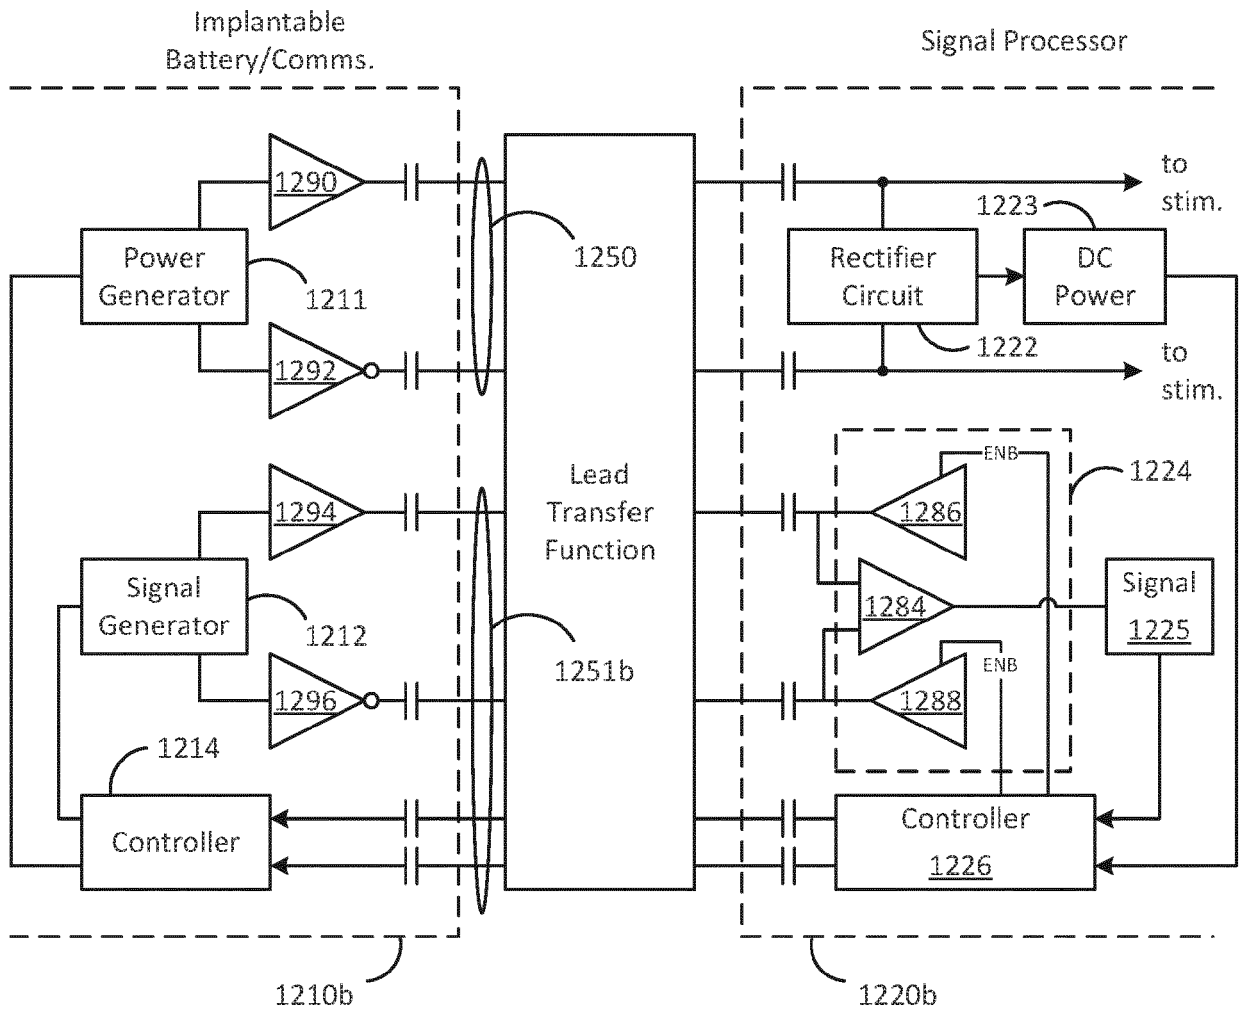 Implantable
Battery/Comms.
Signal Processor
1290
to
stim.
1223
Power
Generator
1250
Rectifier
Circuit
DC
Power
1211
1222
1292
to
stim.
ENB
1224
Lead
Transfer
Function
1294
1286
Signal
Generator
Signal
1225
1284
1212
1251b
ENB
1296
1288
1214
Controller
Controller
1226
1210b
1220b